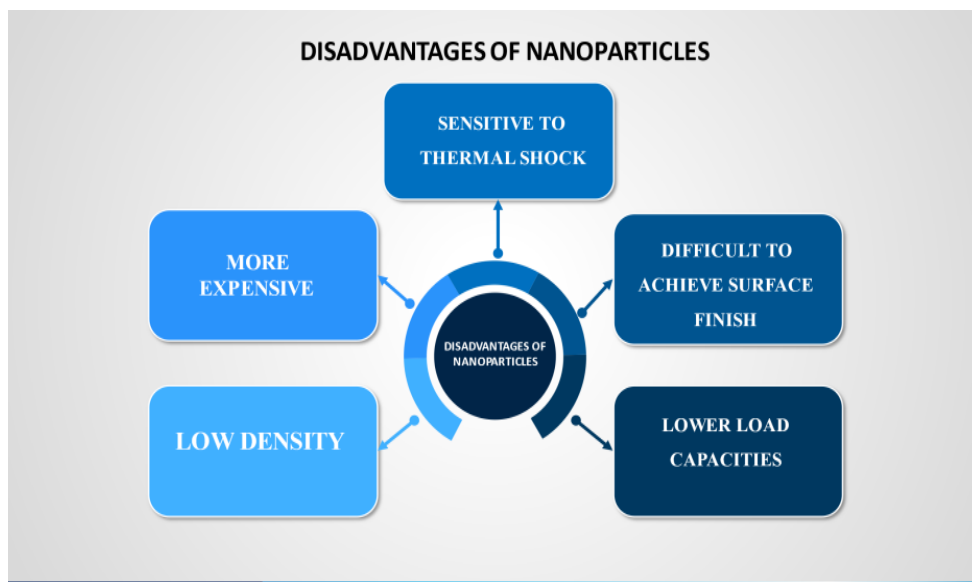 DISADVANTAGES OF NANOPARTICLES
SENSITIVE TO
THERMAL SHOCK
MORE
EXPENSIVE
DIFFICULT TO
ACHIEVE SURFACE
FINISH
DISADVANTAGES OF
NANOPARTICLES
LOW DENSITY
LOWER LOAD
CAPACITIES